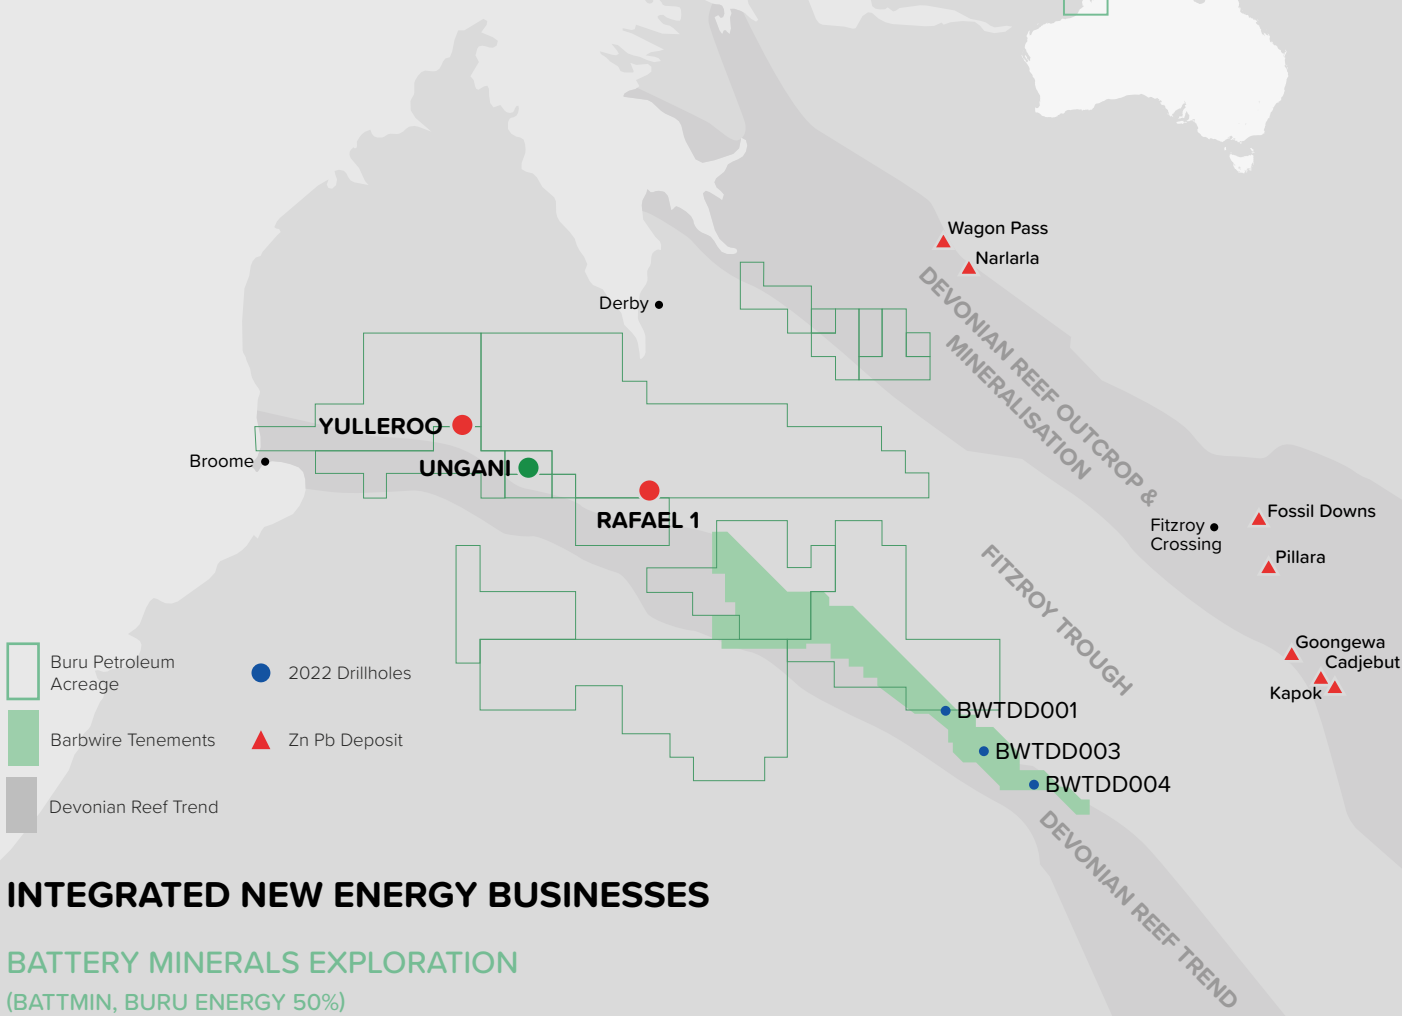 Wagon Pass
Narlarla
DEVONIAN REEF OUTCROP &
MINERALISATION
Derby
YULLEROO
Broome
UNGANI
RAFAEL 1
Fitzroy
Crossing
Fossil Downs
Pillara
FITZROY TROUGH
Goongewa
Cadjebut
Kapok
BWTDD001
BWTDD003
BWTDD004
DEVONIAN REEF TREND
Buru Petroleum
Acreage
2022 Drillholes
Barbwire Tenements
Zn Pb Deposit
Devonian Reef Trend
INTEGRATED NEW ENERGY BUSINESSES
BATTERY MINERALS EXPLORATION
(BATTMIN, BURU ENERGY 50%)